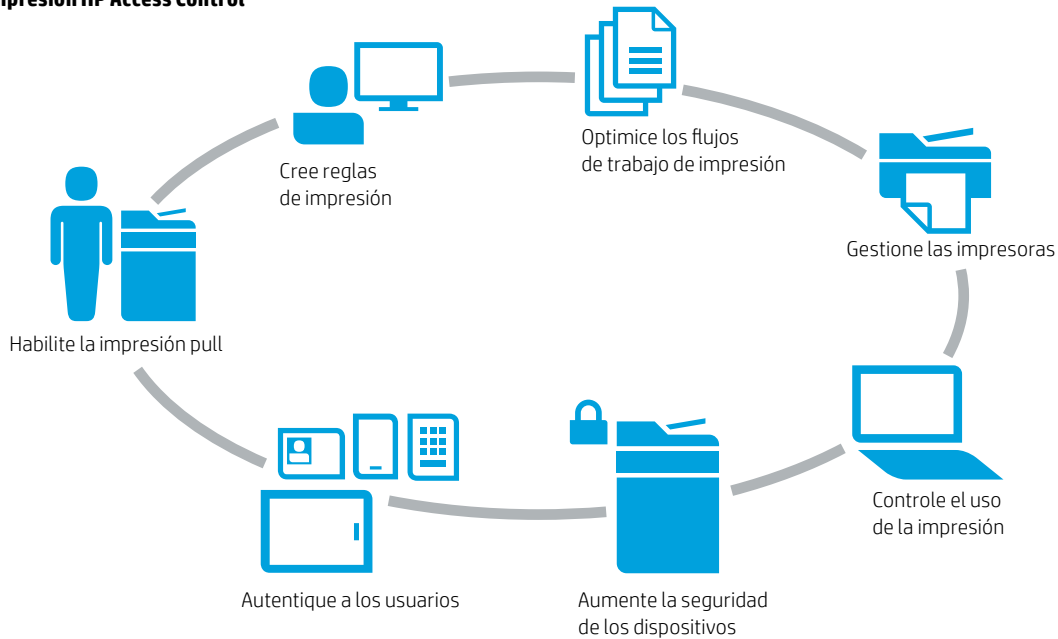 Cree reglas
de impresión
Optimice los flujos
de trabajo de impresión
Gestione las impresoras
Controle el uso
de la impresión
Aumente la seguridad
de los dispositivos
Autentique a los usuarios
Habilite la impresión pull